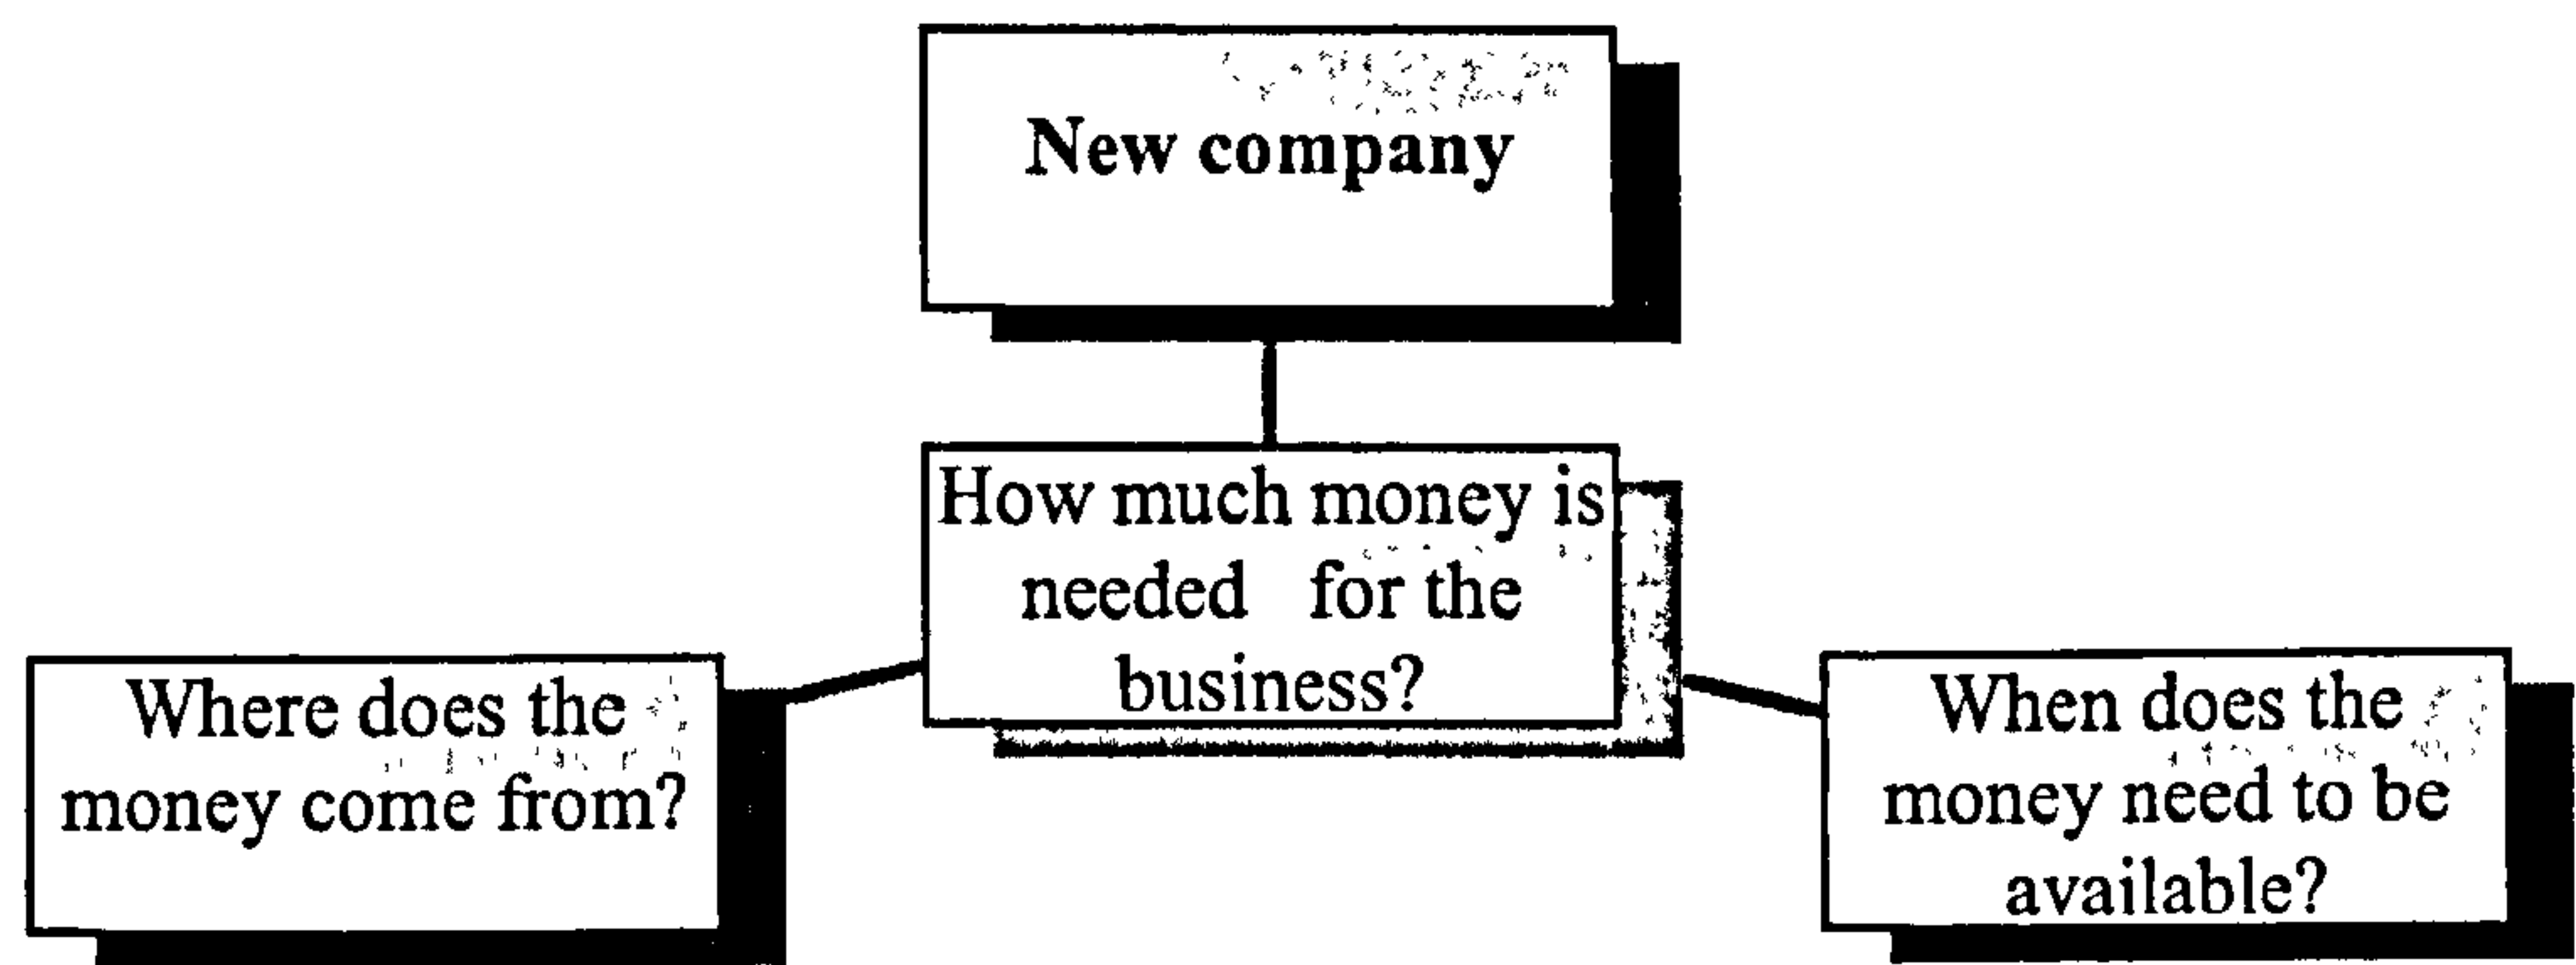 New company
How much money is
needed for the
business?
Where does the
money come from?
When does the
money need to be
available?